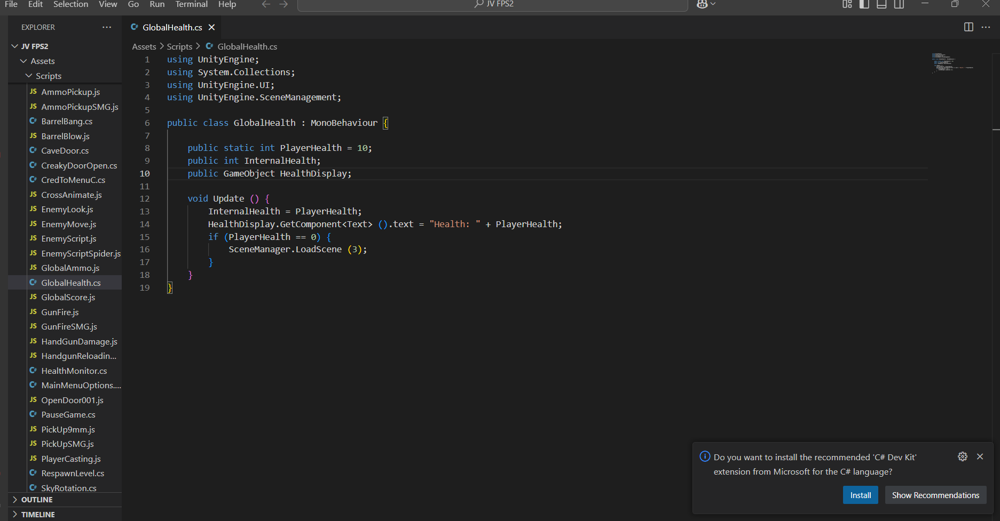 File Edit Selection View Go Run Terminal Help JV FPS2
EXPLORER
JV FPS2
Assets
Scripts
JS AmmoPickup.js
JS AmmoPickupSMG.js
C# BarrelBang.cs
JS BarrelBlow.js
C# CaveDoor.cs
C# CreakyDoorOpen.cs
C# CredToMenuC.cs
JS CrossAnimate.js
JS EnemyLook.js
JS EnemyMove.js
JS EnemyScript.js
JS EnemyScriptSpider.js
JS GlobalAmmo.js
C# GlobalHealth.cs
JS GlobalScore.js
JS GunFire.js
JS GunFireSMG.js
JS HandGunDamage.js
JS HandgunReloadin...
C# HealthMonitor.cs
C# MainMenuOptions....
JS OpenDoor001.js
C# PauseGame.cs
JS PickUp9mm.js
JS PickUpSMG.js
JS PlayerCasting.js
C# RespawnLevel.cs
C# SkyRotation.cs
OUTLINE
TIMELINE
C# GlobalHealth.cs
Assets > Scripts > C# GlobalHealth.cs
1 using UnityEngine;
2 using System.Collections;
3 using UnityEngine.UI;
4 using UnityEngine.SceneManagement;
5
6 public class GlobalHealth : MonoBehaviour {
7
8 public static int PlayerHealth = 10;
9 public int InternalHealth;
10 public GameObject HealthDisplay;
11
12 void Update () {
13 InternalHealth = PlayerHealth;
14 HealthDisplay.GetComponent<Text> ().text = "Health: " + PlayerHealth;
15 if (PlayerHealth == 0) {
16 SceneManager.LoadScene (3);
17 }
18 }
19 }
Do you want to install the recommended 'C# Dev Kit'
extension from Microsoft for the C# language?
Install
Show Recommendations